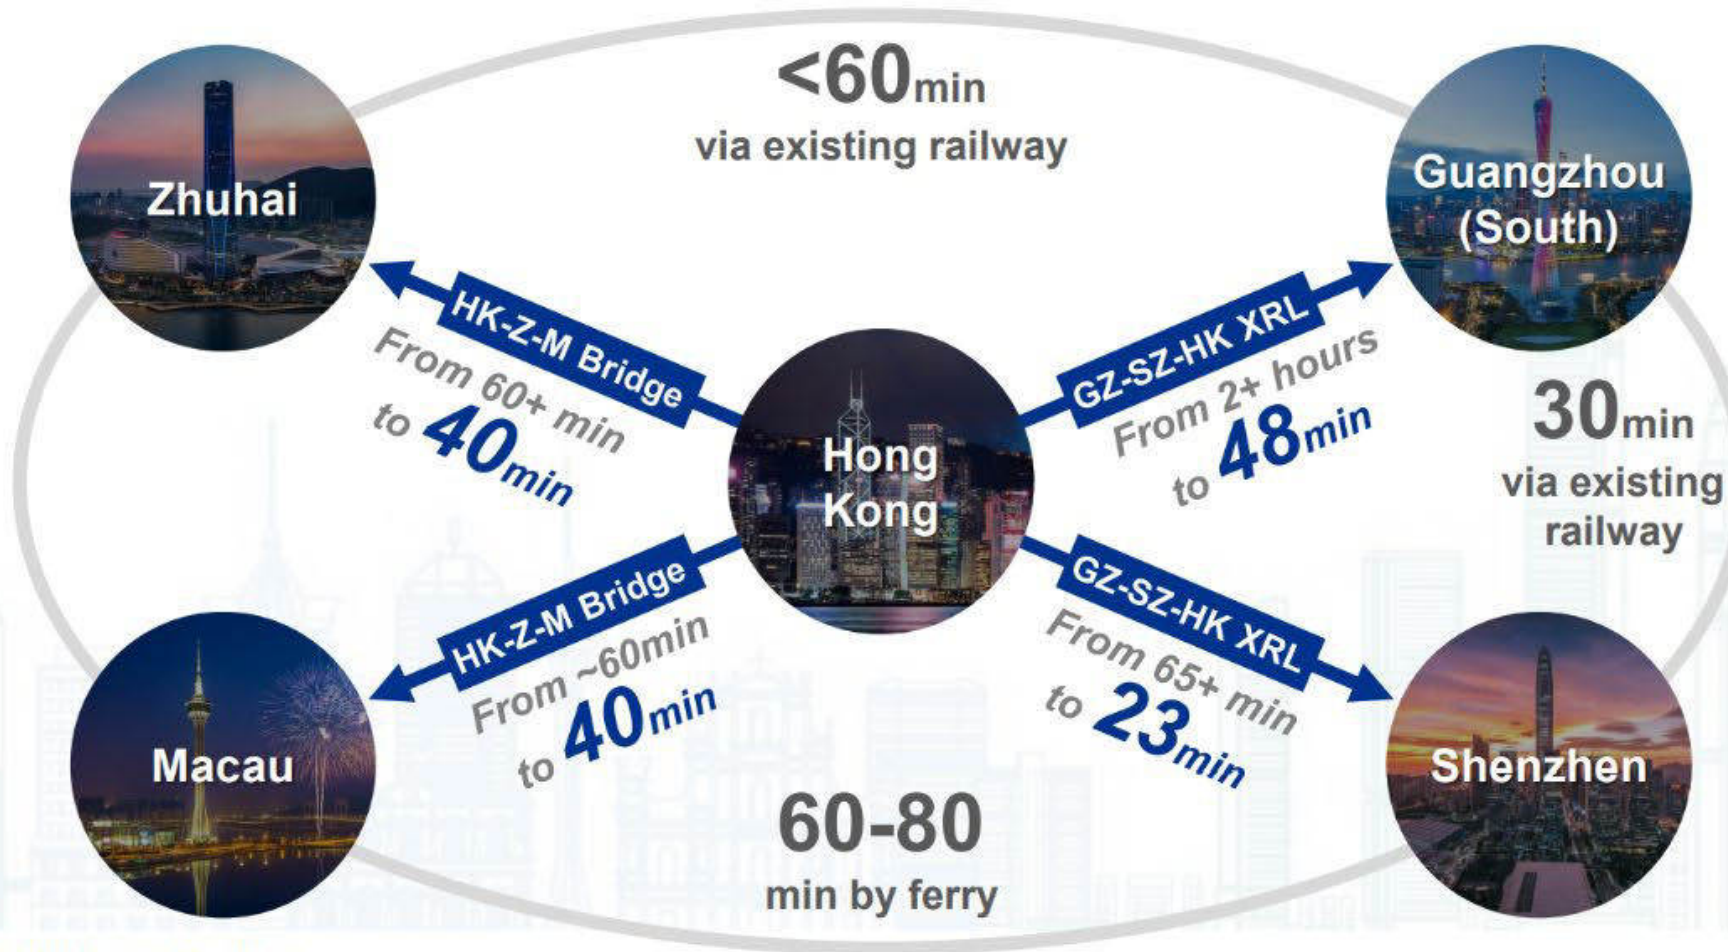 <60min
via existing railway
Zhuhai
Guangzhou
(South)
HK-Z-M Bridge
From 60+ min
to 40min
GZ-SZ-HK XRL
From 2+ hours
to 48min
30min
via existing
railway
Hong
Kong
HK-Z-M Bridge
From ~60min
to 40min
GZ-SZ-HK XRL
From 65+ min
to 23min
Macau
Shenzhen
60-80
min by ferry